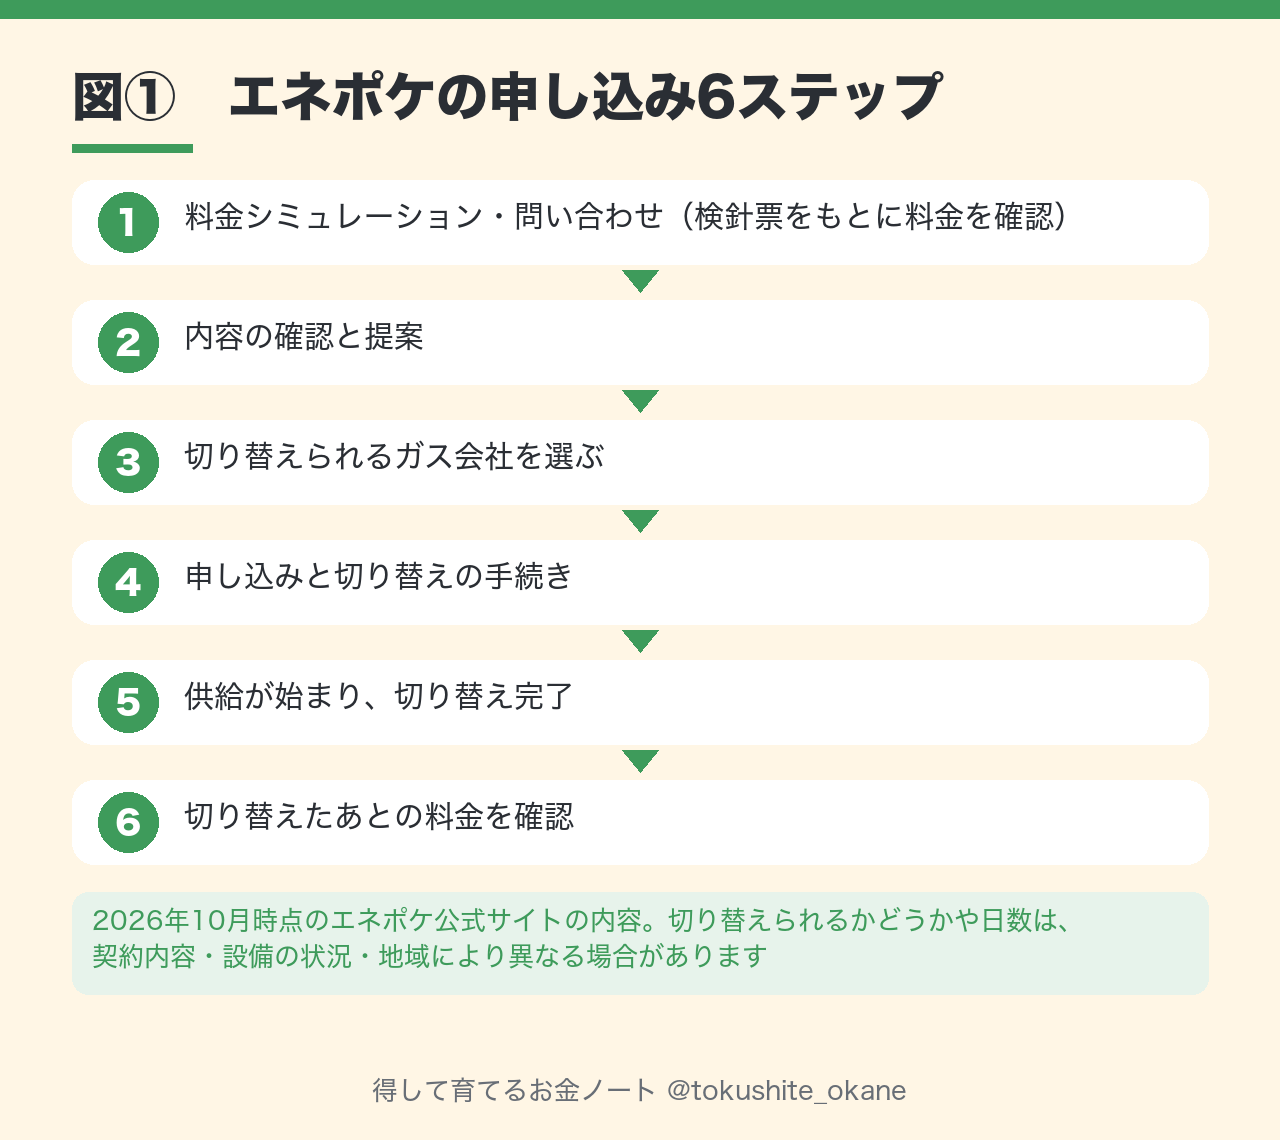 図①　エネポケの申し込み6ステップ
1 料金シミュレーション・問い合わせ（検針票をもとに料金を確認）
2 内容の確認と提案
3 切り替えられるガス会社を選ぶ
4 申し込みと切り替えの手続き
5 供給が始まり、切り替え完了
6 切り替えたあとの料金を確認
2026年10月時点のエネポケ公式サイトの内容。切り替えられるかどうかや日数は、
契約内容・設備の状況・地域により異なる場合があります
得して育てるお金ノート @tokushite_okane